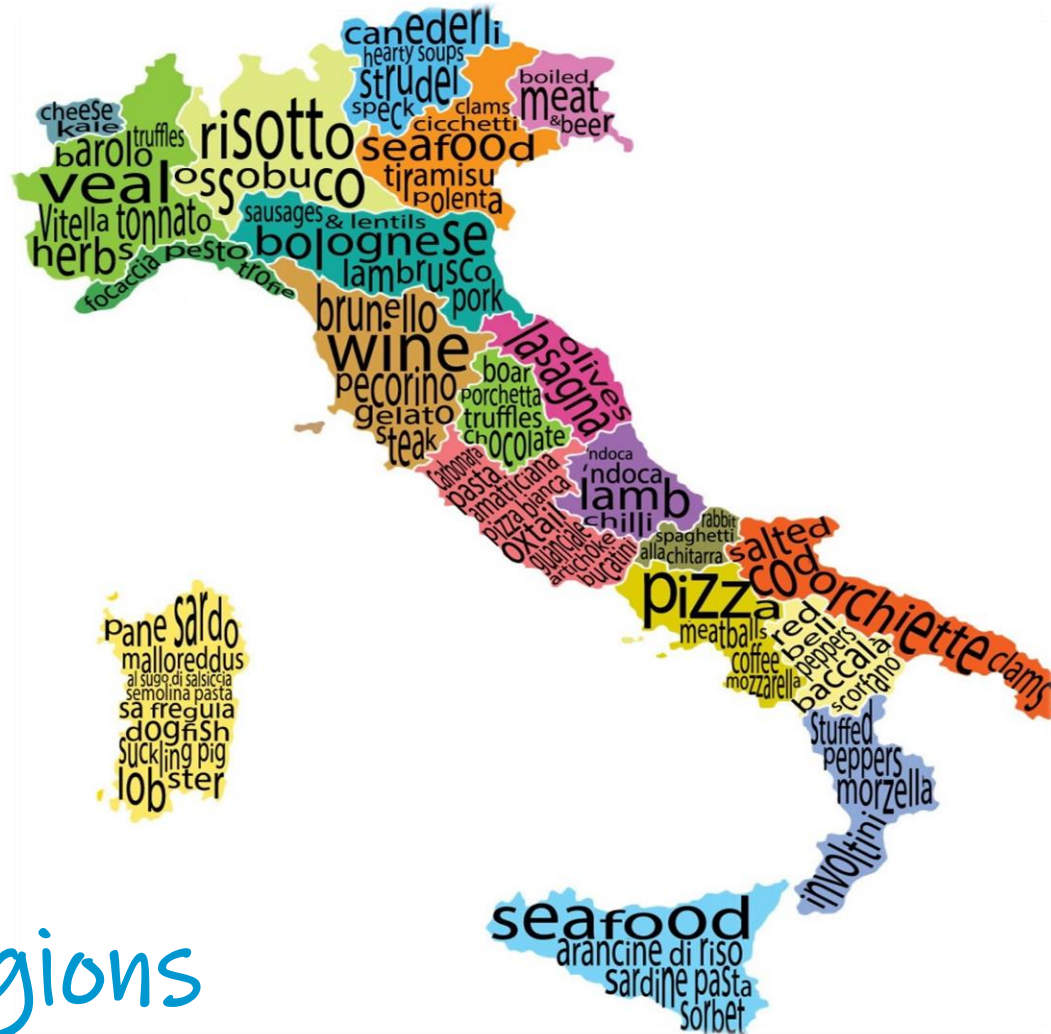 canederli
hearty soups
strudel
speck
boiled
meat
& beer
clams
cicchetti
seafood
tiramisu
polenta
cheese
kale
truffles
barolo
veal
Vitella tonnato
herbs
risotto
ossobuco
focaccia pesto trofie
sausages & lentils
bolognese
lambrusco
pork
brunello
wine
pecorino
gelato
steak
olives
lasagna
boar
porchetta
truffles
chocolate
Carbonara
pasta
amatriciana
pizza bianca
oxtail
guanciale
artichoke
bucatini
'ndoca
'ndoca
lamb
chilli
rabbit
spaghetti
alla chitarra
salted
cod
orchiette
clams
pizza
meatballs
coffee
mozzarella
red
bell
peppers
baccalà
scorfano
Stuffed
peppers
morzella
involtini
pane sardo
malloreddus
al sugo di salsiccia
semolina pasta
sa fregula
dogfish
suckling pig
lobster
seafood
arancine di riso
sardine pasta
sorbet
gions